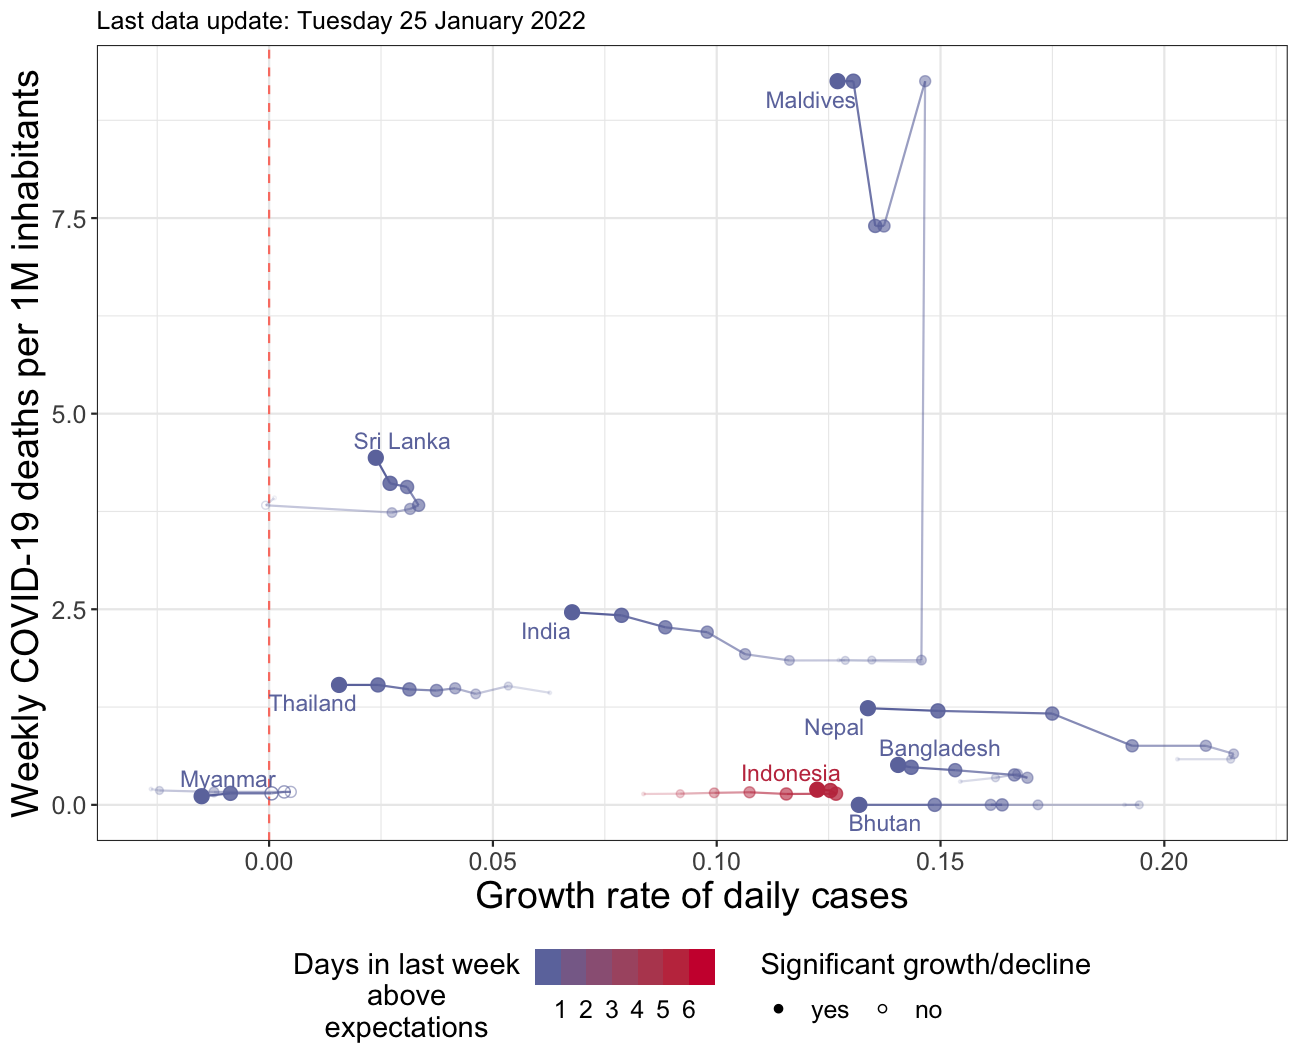 Last data update: Tuesday 25 January 2022
Weekly COVID-19 deaths per 1M inhabitants
7.5
5.0
2.5
0.0
Maldives
Sri Lanka
India
Thailand
Nepal
Bangladesh
Indonesia
Myanmar
Bhutan
0.00 0.05 0.10 0.15 0.20
Growth rate of daily cases
Days in last week
above
expectations
1 2 3 4 5 6
Significant growth/decline
yes no